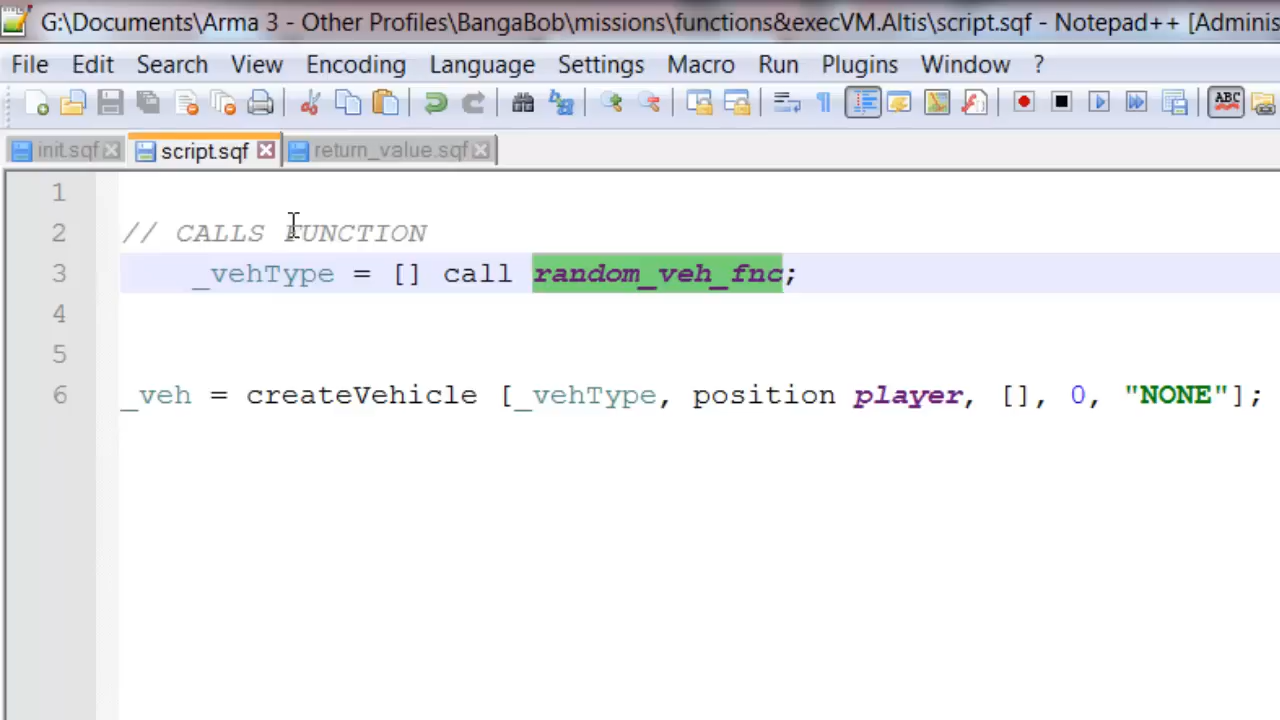 G:\Documents\Arma 3 - Other Profiles\BangaBob\missions\functions&execVM.Altis\script.sqf - Notepad++ [Adminis
File Edit Search View Encoding Language Settings Macro Run Plugins Window ?
ABC
init.sqf script.sqf return_value.sqf
1
2 // CALLS FUNCTION
3 _vehType = [] call random_veh_fnc;
4
5
6 _veh = createVehicle [_vehType, position player, [], 0, "NONE"];